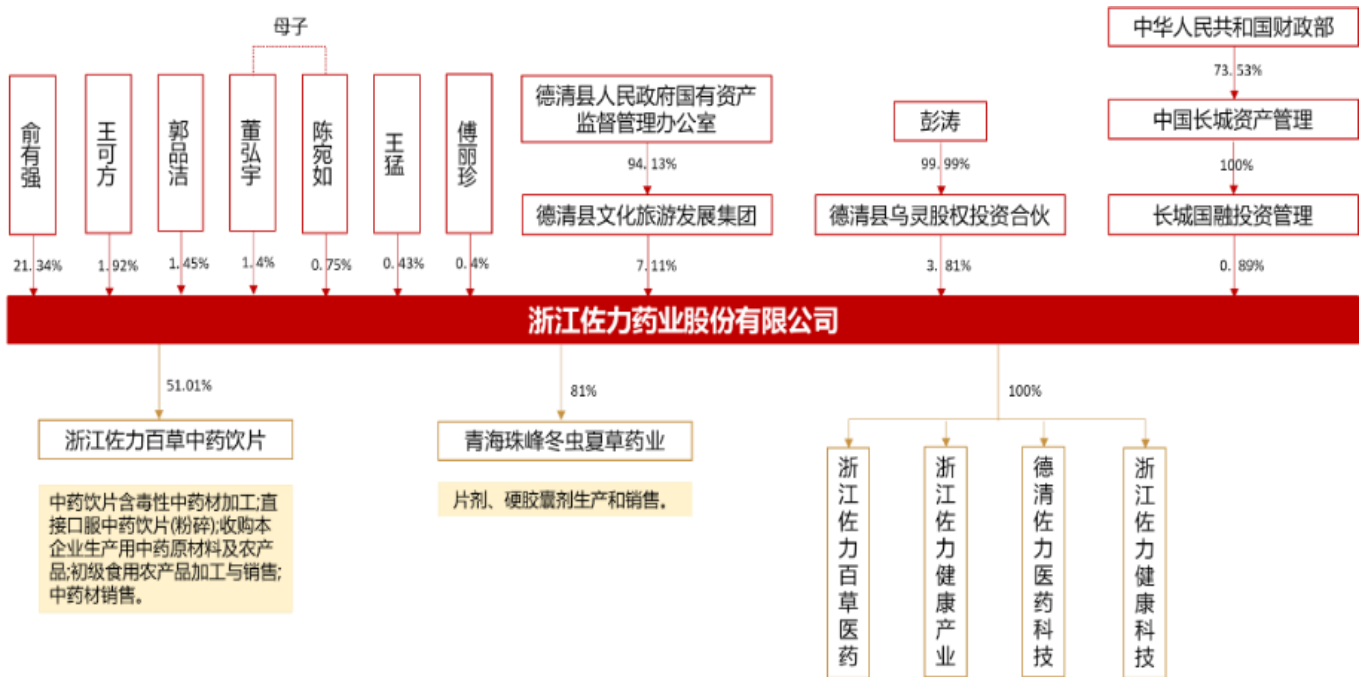 母子
中华人民共和国财政部
73.53%
俞有强
王可方
郭品洁
董弘宇
陈宛如
王猛
傅丽珍
德清县人民政府国有资产
监督管理办公室
彭涛
中国长城资产管理
94.13%
99.99%
100%
德清县文化旅游发展集团
德清县乌灵股权投资合伙
长城国融投资管理
21.34%
1.92%
1.45%
1.4%
0.75%
0.43%
0.4%
7.11%
3.81%
0.89%
浙江佐力药业股份有限公司
51.01%
81%
100%
浙江佐力百草中药饮片
青海珠峰冬虫夏草药业
中药饮片含毒性中药材加工;直
接口服中药饮片(粉碎);收购本
企业生产用中药原材料及农产
品;初级食用农产品加工与销售;
中药材销售。
片剂、硬胶囊剂生产和销售。
浙江佐力百草医药
浙江佐力健康产业
德清佐力医药科技
浙江佐力健康科技